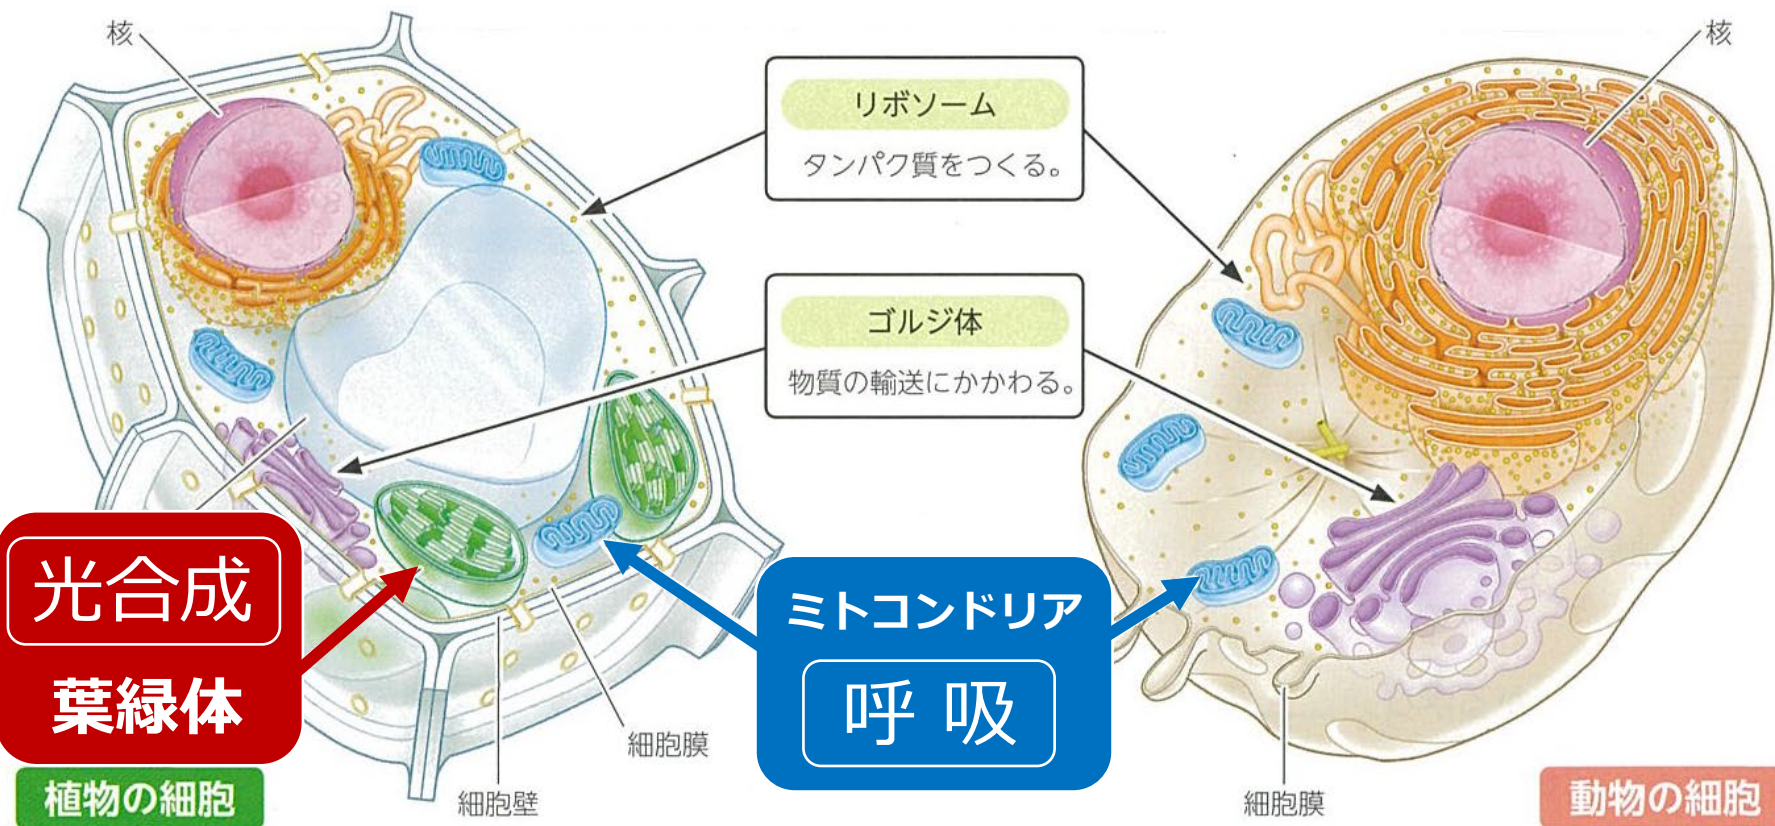 核
核
リボソーム
タンパク質をつくる。
ゴルジ体
物質の輸送にかかわる。
光合成
葉緑体
ミトコンドリア
呼 吸
細胞膜
細胞壁
細胞膜
植物の細胞
動物の細胞